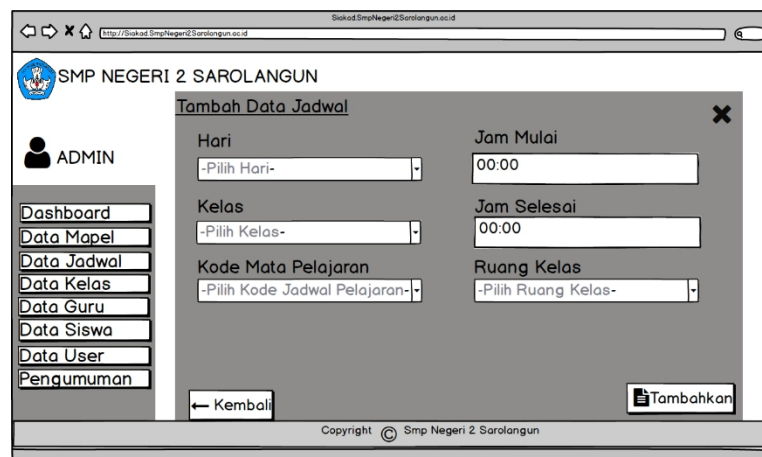 Siakad.SmpNegeri2Sarolangun.ac.id
http://Siakad.SmpNegeri2Sarolangun.ac.id
SMP NEGERI 2 SAROLANGUN
ADMIN
Dashboard
Data Mapel
Data Jadwal
Data Kelas
Data Guru
Data Siswa
Data User
Pengumuman
Tambah Data Jadwal
Hari
-Pilih Hari-
Jam Mulai
00:00
Kelas
-Pilih Kelas-
Jam Selesai
00:00
Kode Mata Pelajaran
-Pilih Kode Jadwal Pelajaran-
Ruang Kelas
-Pilih Ruang Kelas-
← Kembali
Tambahkan
Copyright © Smp Negeri 2 Sarolangun